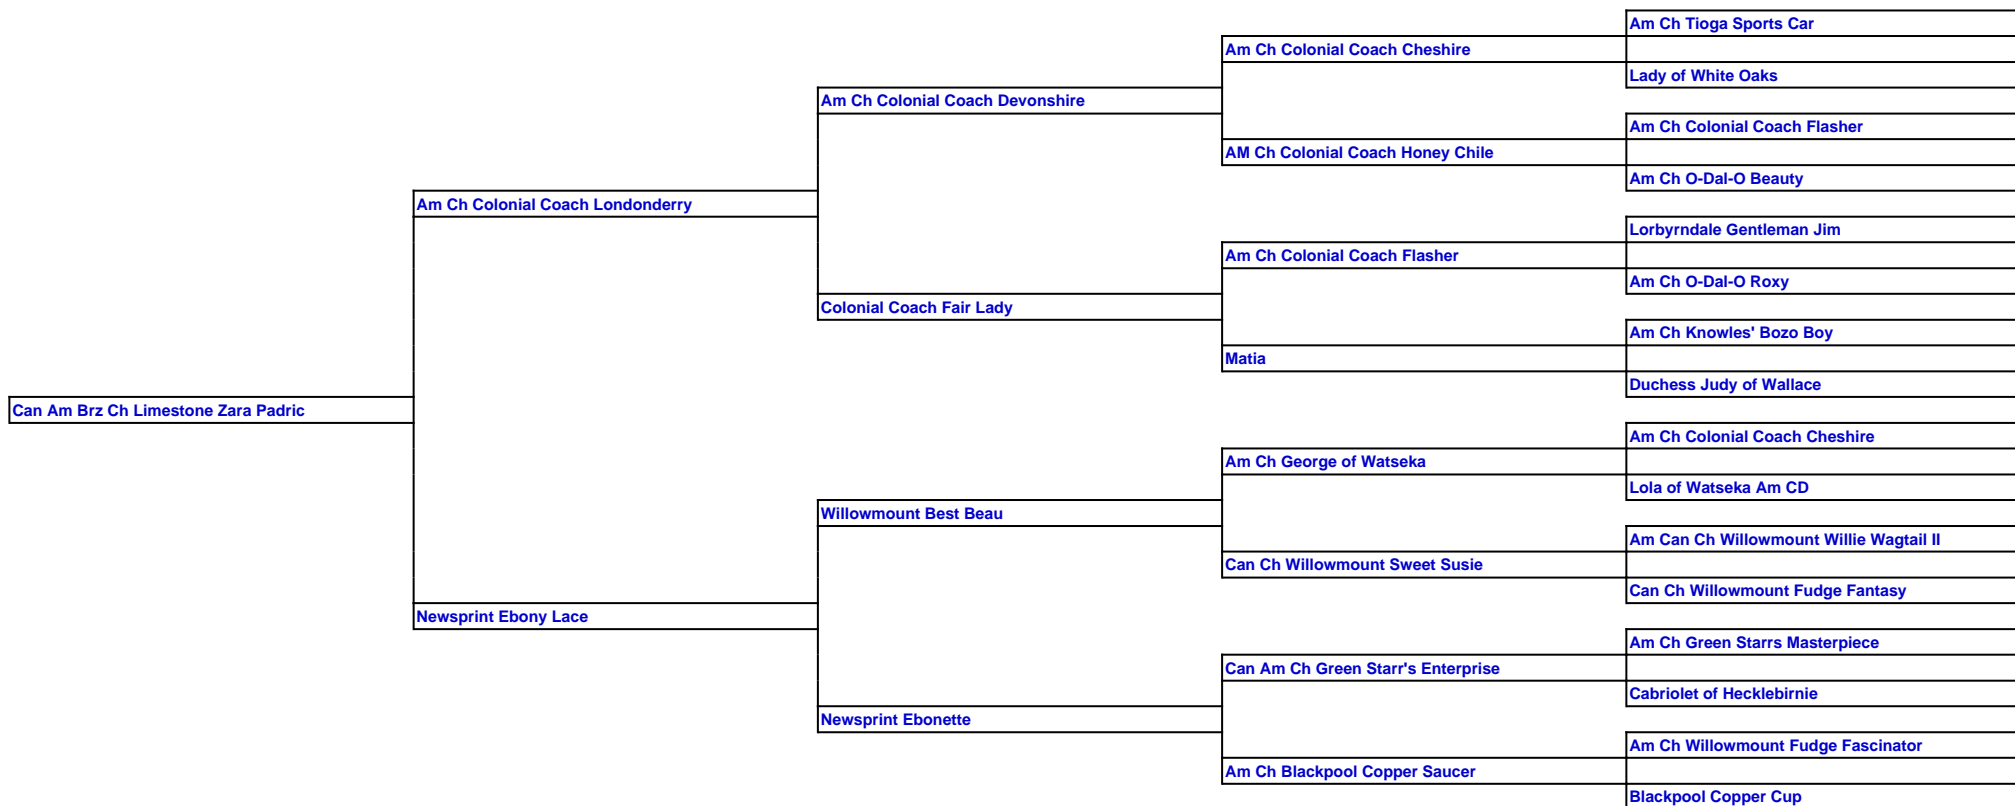 Am Ch Tioga Sports Car
Am Ch Colonial Coach Cheshire
Lady of White Oaks
Am Ch Colonial Coach Devonshire
Am Ch Colonial Coach Flasher
AM Ch Colonial Coach Honey Chile
Am Ch O-Dal-O Beauty
Am Ch Colonial Coach Londonderry
Lorbyrndale Gentleman Jim
Am Ch Colonial Coach Flasher
Am Ch O-Dal-O Roxy
Colonial Coach Fair Lady
Am Ch Knowles' Bozo Boy
Matia
Duchess Judy of Wallace
Can Am Brz Ch Limestone Zara Padric
Am Ch Colonial Coach Cheshire
Am Ch George of Watseka
Lola of Watseka Am CD
Willowmount Best Beau
Am Can Ch Willowmount Willie Wagtail II
Can Ch Willowmount Sweet Susie
Can Ch Willowmount Fudge Fantasy
Newsprint Ebony Lace
Am Ch Green Starrs Masterpiece
Can Am Ch Green Starr's Enterprise
Cabriolet of Hecklebirnie
Newsprint Ebonette
Am Ch Willowmount Fudge Fascinator
Am Ch Blackpool Copper Saucer
Blackpool Copper Cup